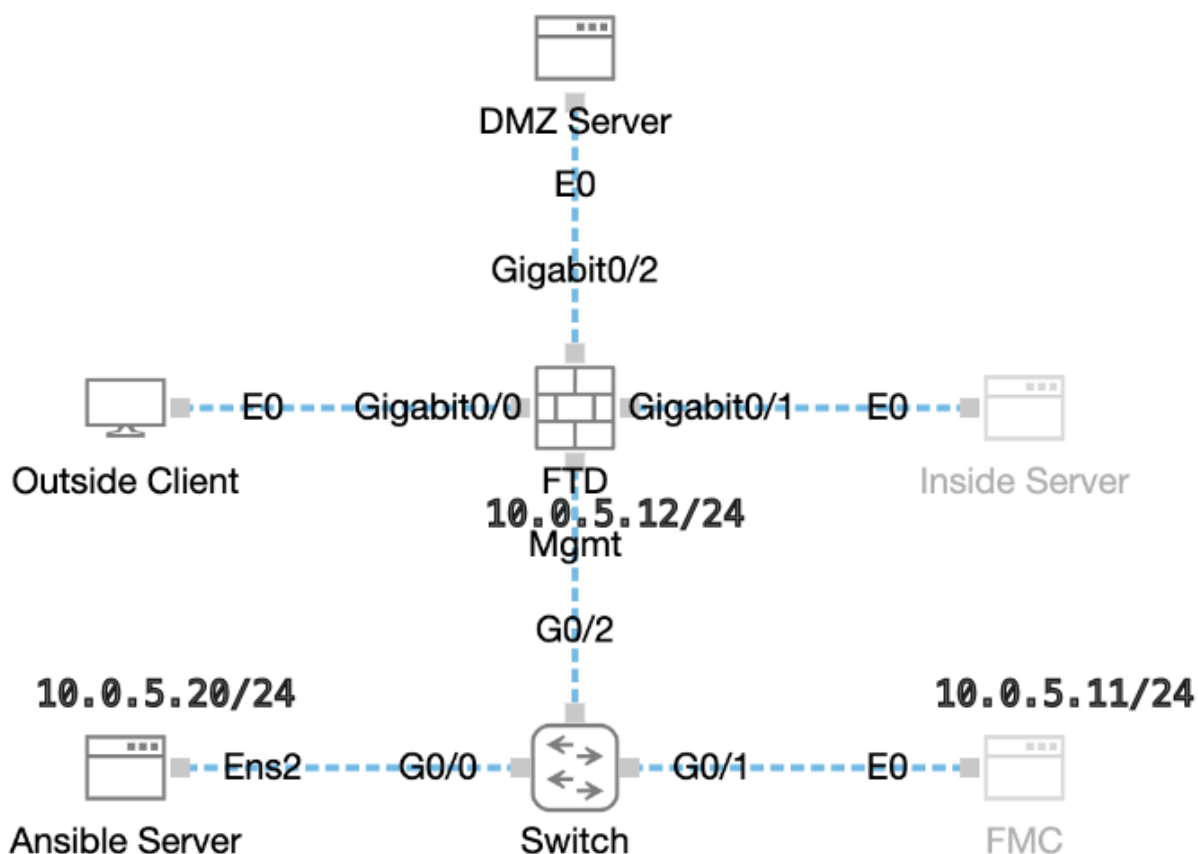 DMZ Server
E0
Gigabit0/2
E0 Gigabit0/0 Gigabit0/1 E0
Outside Client FTD Inside Server
10.0.5.12/24
Mgmt
G0/2
10.0.5.20/24 10.0.5.11/24
Ens2 G0/0 G0/1 E0
Ansible Server Switch FMC